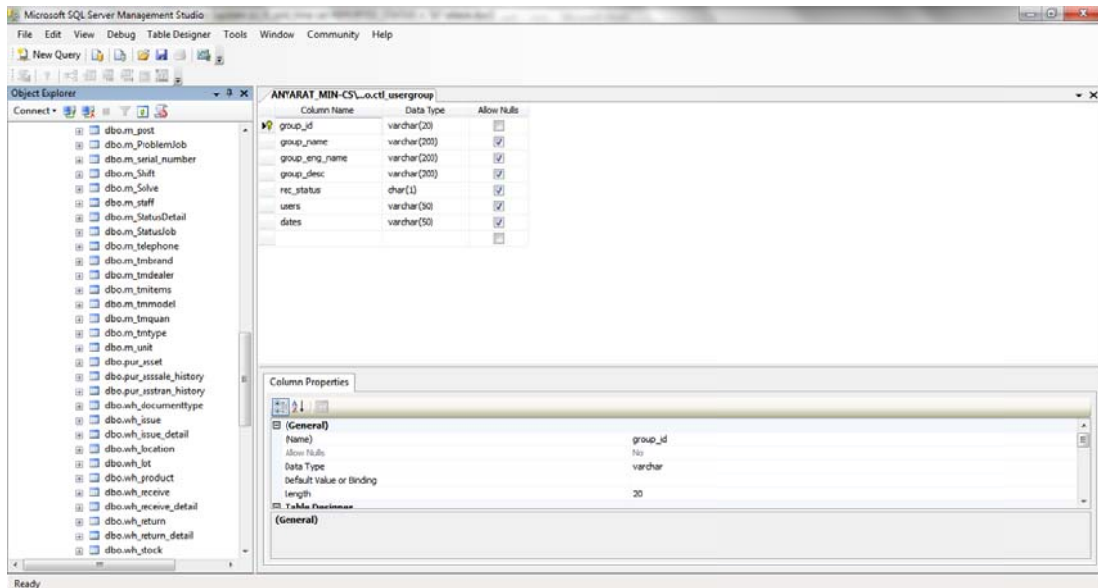 Microsoft SQL Server Management Studio
File Edit View Debug Table Designer Tools Window Community Help
New Query
Object Explorer
Connect
dbo.m_post
dbo.m_ProblemJob
dbo.m_serial_number
dbo.m_Shift
dbo.m_Solve
dbo.m_staff
dbo.m_StatusDetail
dbo.m_StatusJob
dbo.m_telephone
dbo.m_tmbrand
dbo.m_tmdealer
dbo.m_tmitems
dbo.m_tmmodel
dbo.m_tmquan
dbo.m_tmtype
dbo.m_unit
dbo.pur_asset
dbo.pur_asssale_history
dbo.pur_asstran_history
dbo.wh_documenttype
dbo.wh_issue
dbo.wh_issue_detail
dbo.wh_location
dbo.wh_lot
dbo.wh_product
dbo.wh_receive
dbo.wh_receive_detail
dbo.wh_return
dbo.wh_return_detail
dbo.wh_stock
ANYARAT_MIN-CS\...o.ctl_usergroup
Column Name Data Type Allow Nulls
group_id varchar(20)
group_name varchar(200)
group_eng_name varchar(200)
group_desc varchar(200)
rec_status char(1)
users varchar(50)
dates varchar(50)
Column Properties
(General)
(Name) group_id
Allow Nulls No
Data Type varchar
Default Value or Binding
Length 20
Table Designer
(General)
Ready